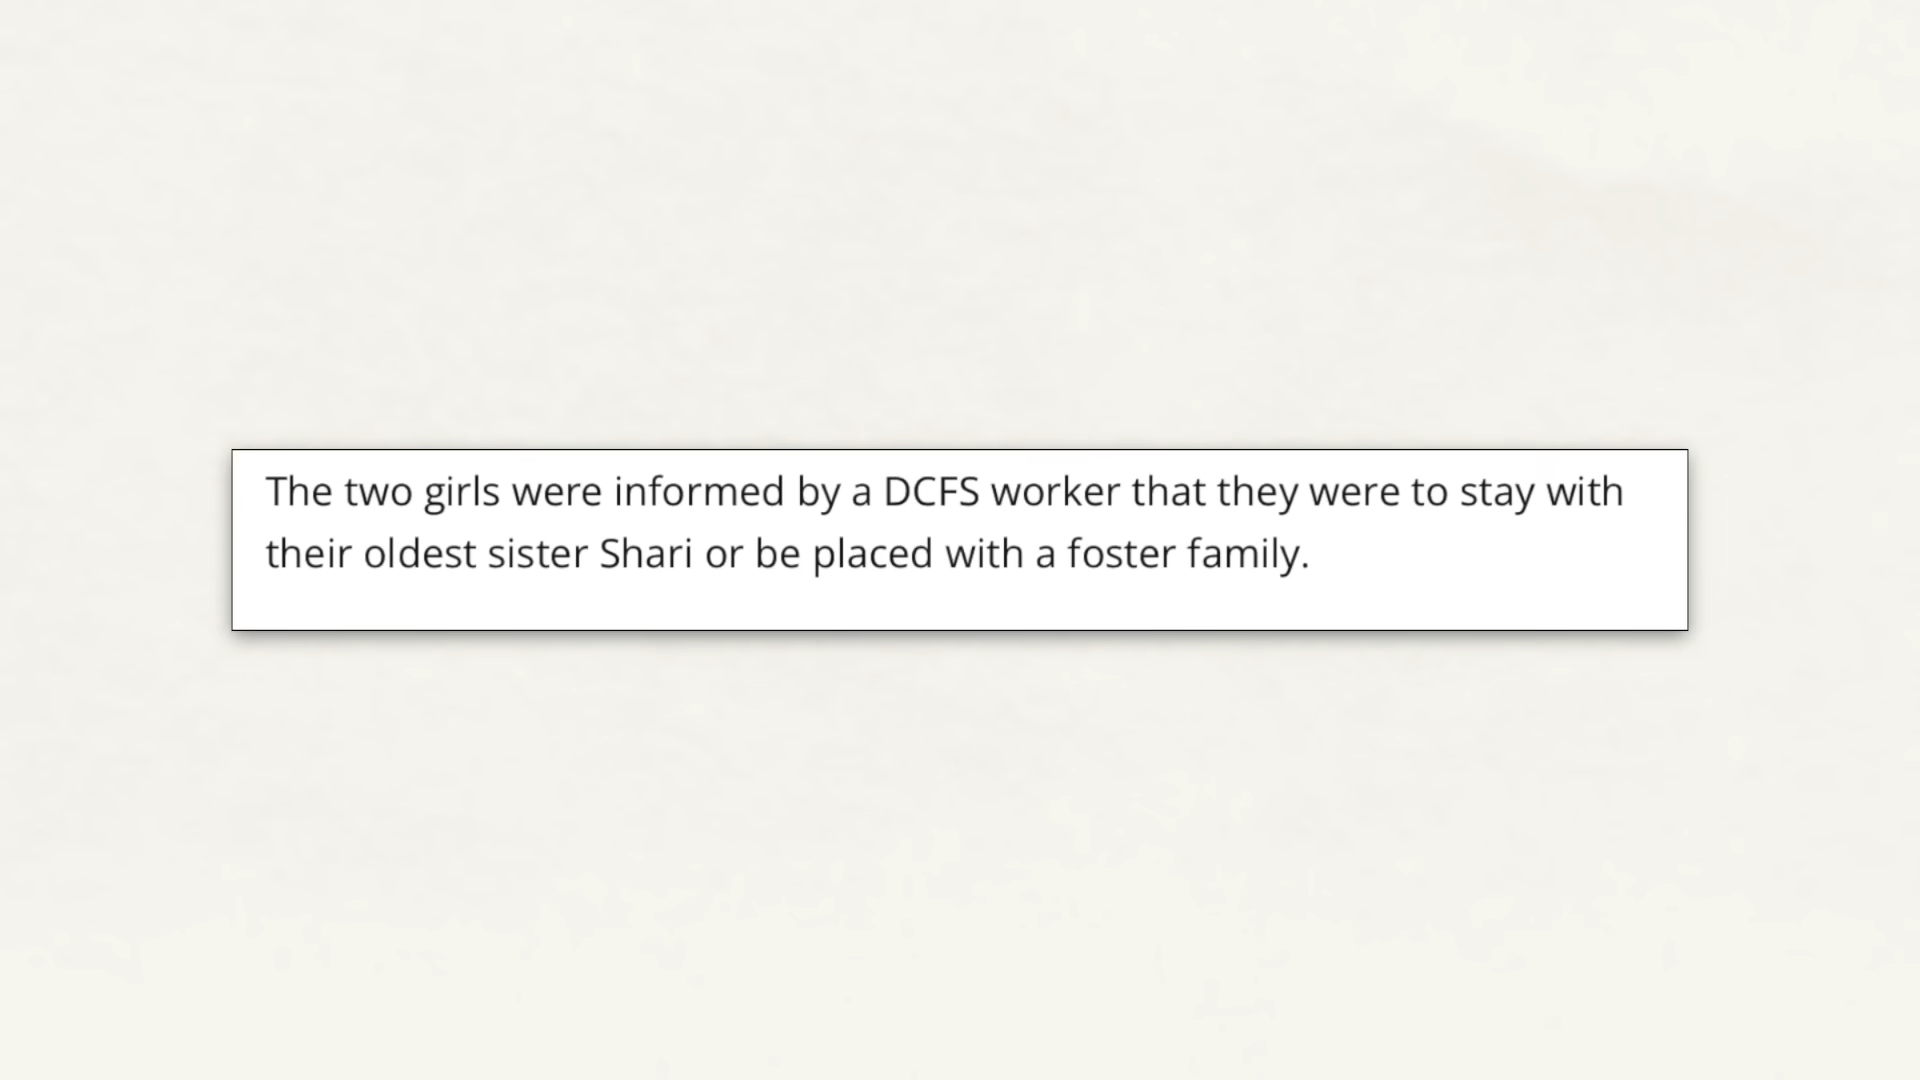 The two girls were informed by a DCFS worker that they were to stay with
their oldest sister Shari or be placed with a foster family.